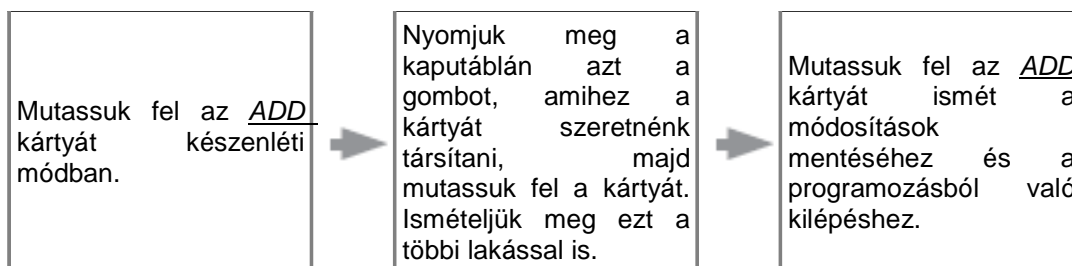 Mutassuk fel az ADD
kártyát készenléti
módban.
Nyomjuk meg a
kaputáblán azt a
gombot, amihez a
kártyát szeretnénk
társítani, majd
mutassuk fel a kártyát.
Ismételjük meg ezt a
többi lakással is.
Mutassuk fel az ADD
kártyát ismét a
módosítások
mentéséhez és a
programozásból való
kilépéshez.